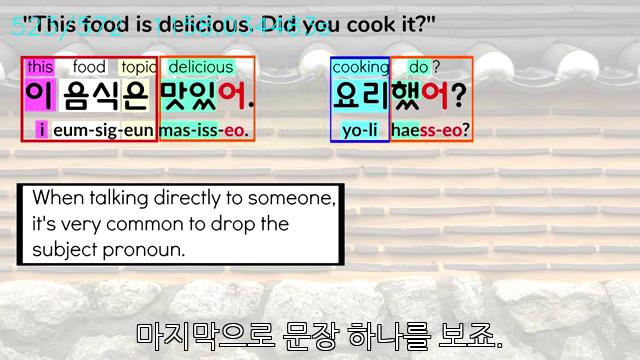 "This food is delicious. Did you cook it?"
this food topic delicious cooking do ?
이 음식은 맛있어. 요리했어?
i eum-sig-eun mas-iss-eo. yo-li haess-eo?
When talking directly to someone,
it's very common to drop the
subject pronoun.
마지막으로 문장 하나를 보죠.